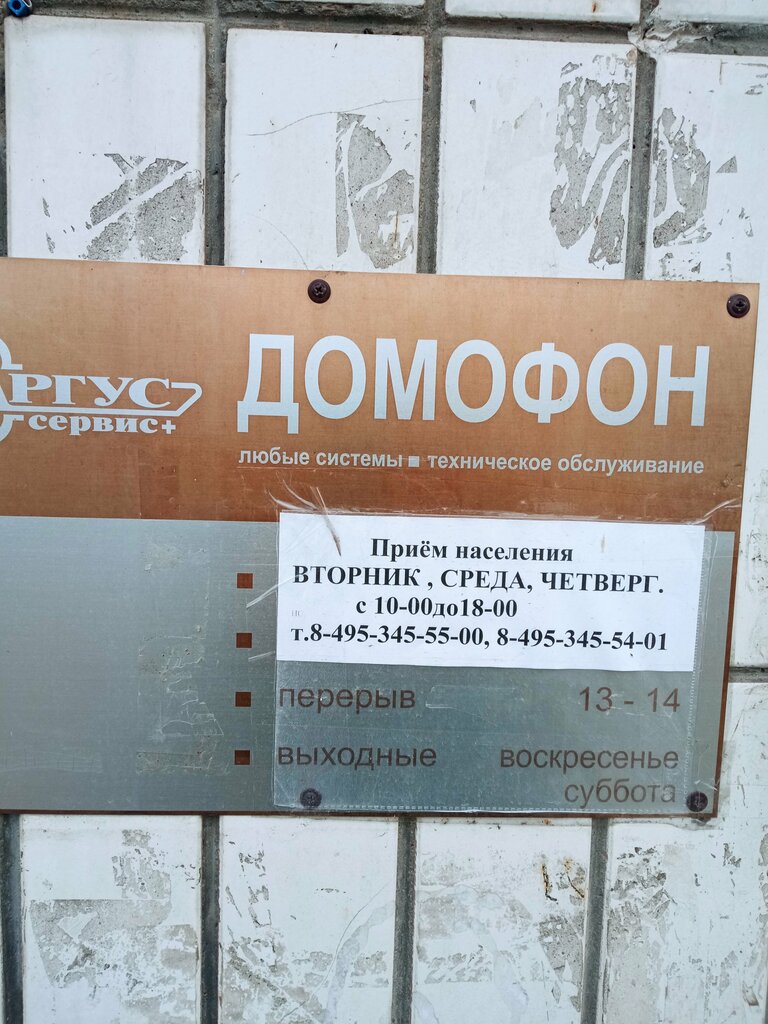 ДОМОФОН
РГУС
сервис+
любые системы ■ техническое обслуживание
Приём населения
ВТОРНИК , СРЕДА, ЧЕТВЕРГ.
с 10-00до18-00
т.8-495-345-55-00, 8-495-345-54-01
перерыв 13 - 14
выходные воскресенье
суббота